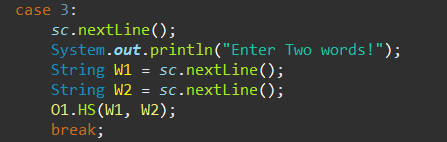 case 3:
sc.nextLine();
System.out.println("Enter Two words!");
String W1 = sc.nextLine();
String W2 = sc.nextLine();
O1.HS(W1, W2);
break;